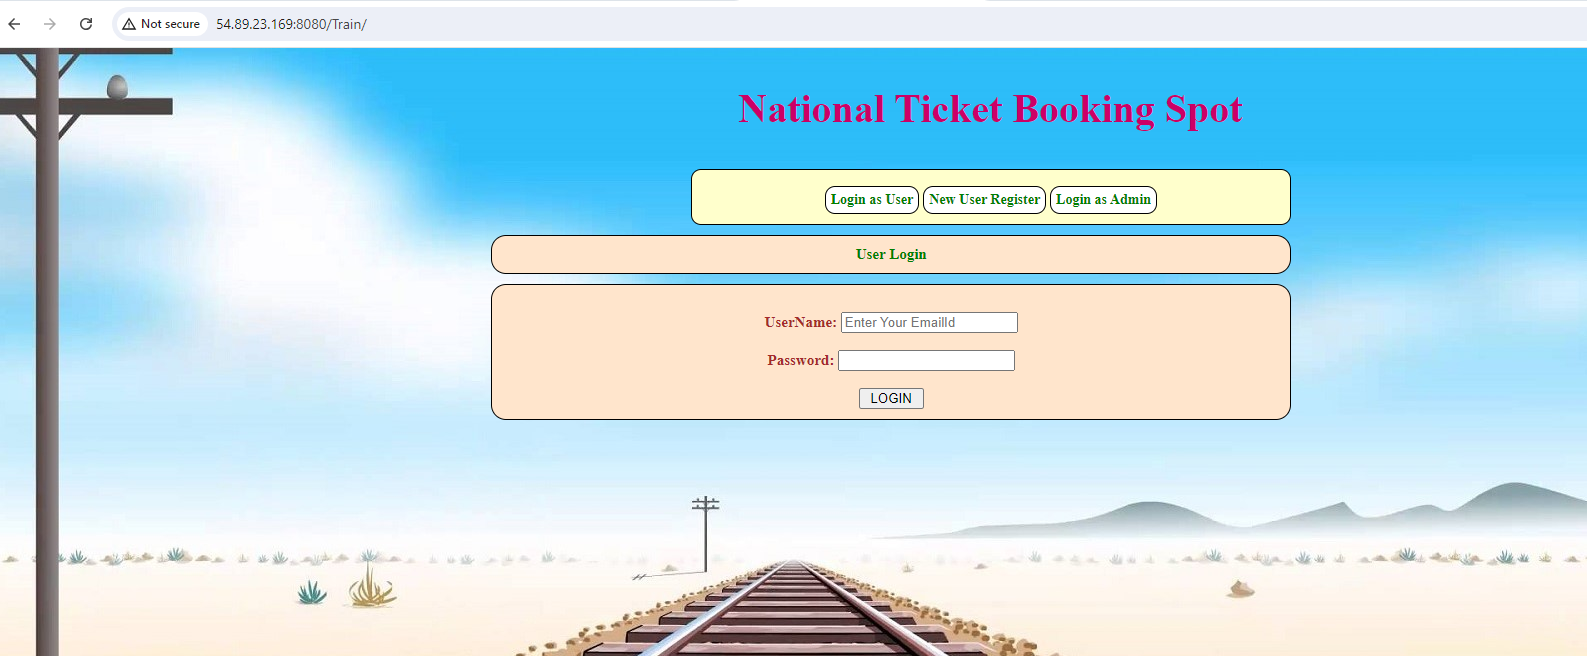 Not secure 54.89.23.169:8080/Train/
National Ticket Booking Spot
Login as User New User Register Login as Admin
User Login
UserName: Enter Your EmailId
Password:
LOGIN